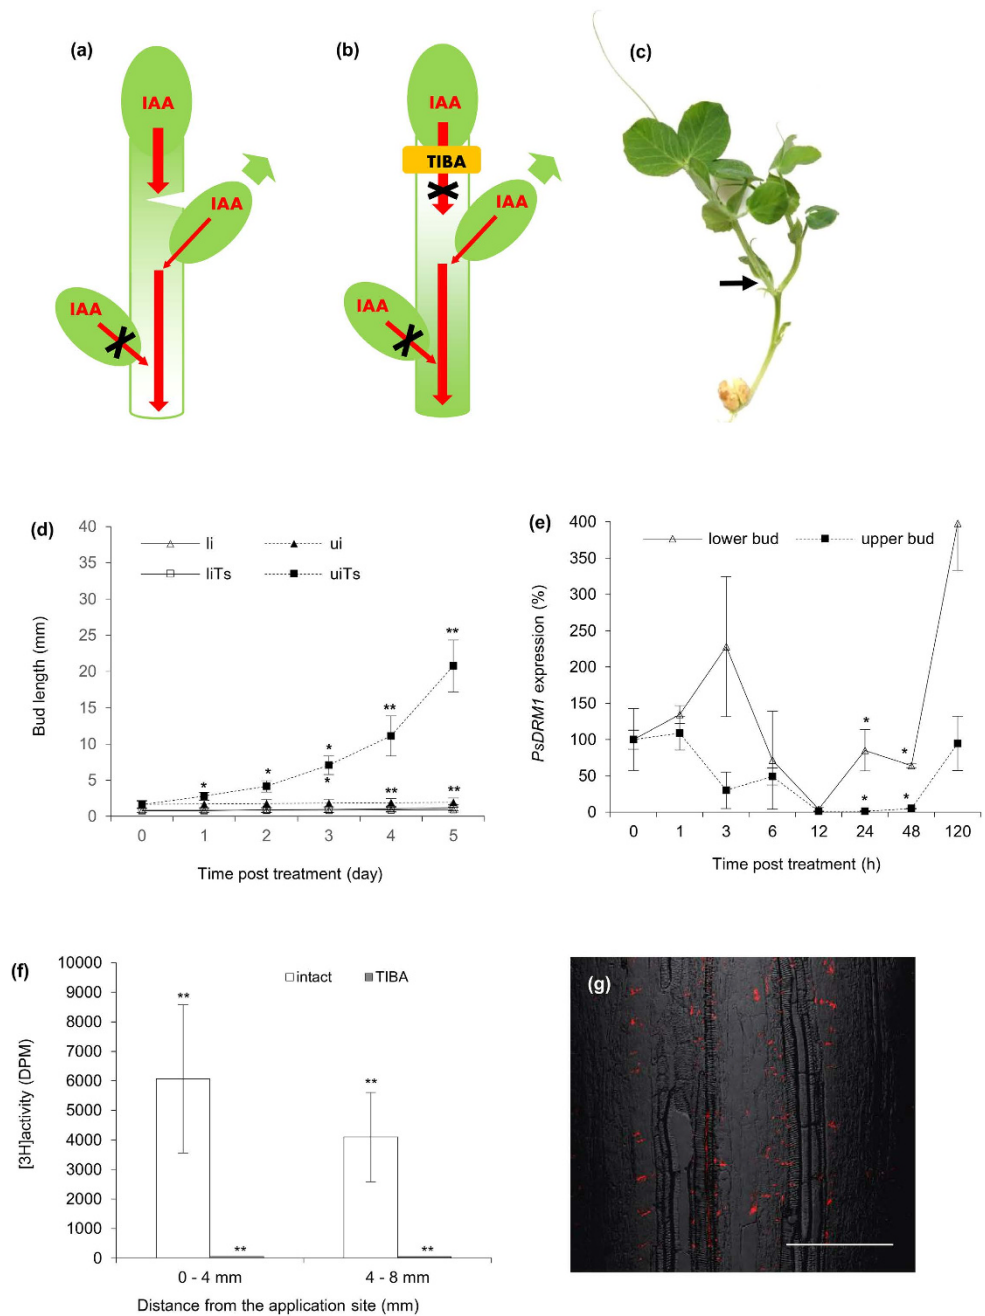 (a)
IAA
IAA
IAA
(b)
IAA
TIBA
IAA
IAA
(c)
(d)
40
35
30
25
20
15
10
5
0
li
ui
liTs
uiTs
**
**
*
*
*
*
**
**
0 1 2 3 4 5
Bud length (mm)
Time post treatment (day)
(e)
400
350
300
250
200
150
100
50
0
lower bud
upper bud
*
*
*
*
0 1 3 6 12 24 48 120
PsDRM1 expression (%)
Time post treatment (h)
(f)
10000
9000
8000
7000
6000
5000
4000
3000
2000
1000
0
intact
TIBA
**
**
**
**
0 - 4 mm 4 - 8 mm
[3H]activity (DPM)
Distance from the application site (mm)
(g)